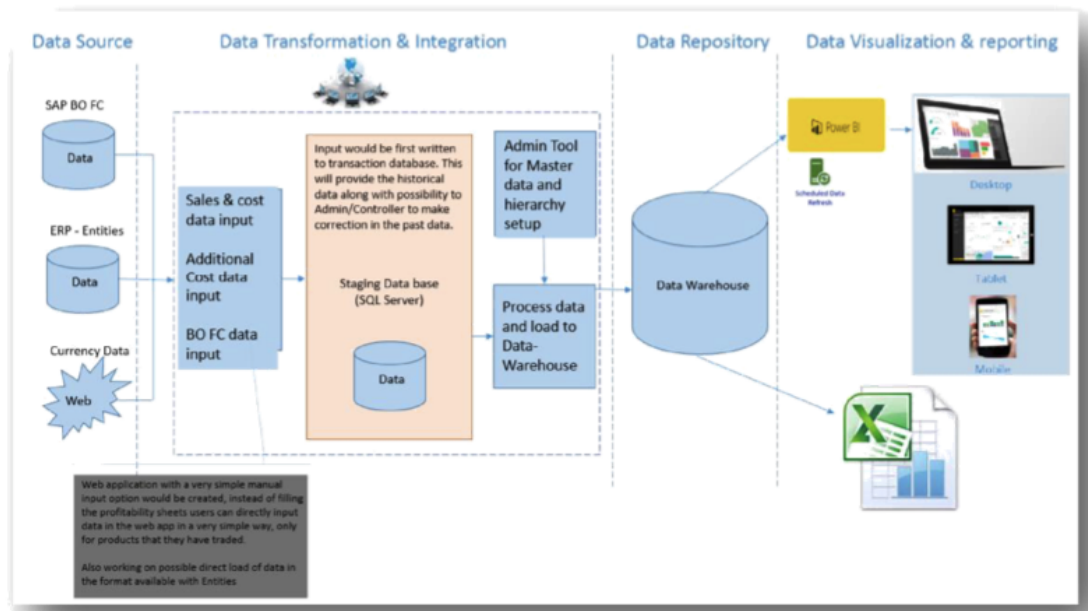 Data Source
Data Transformation & Integration
Data Repository
Data Visualization & reporting
SAP BO FC
Data
ERP - Entities
Data
Currency Data
Web
Sales & cost
data input
Additional
Cost data
input
BO FC data
input
Input would be first written
to transaction database. This
will provide the historical
data along with possibility to
Admin/Controller to make
correction in the past data.
Staging Data base
(SQL Server)
Data
Admin Tool
for Master
data and
hierarchy
setup
Process data
and load to
Data-
Warehouse
Data Warehouse
Power BI
Scheduled Data
Refresh
Desktop
Tablet
Mobile
Web application with a very simple manual
input option would be created, instead of filling
the profitability sheets users can directly input
data in the web app in a very simple way, only
for products that they have traded.
Also working on possible direct load of data in
the format available with Entities